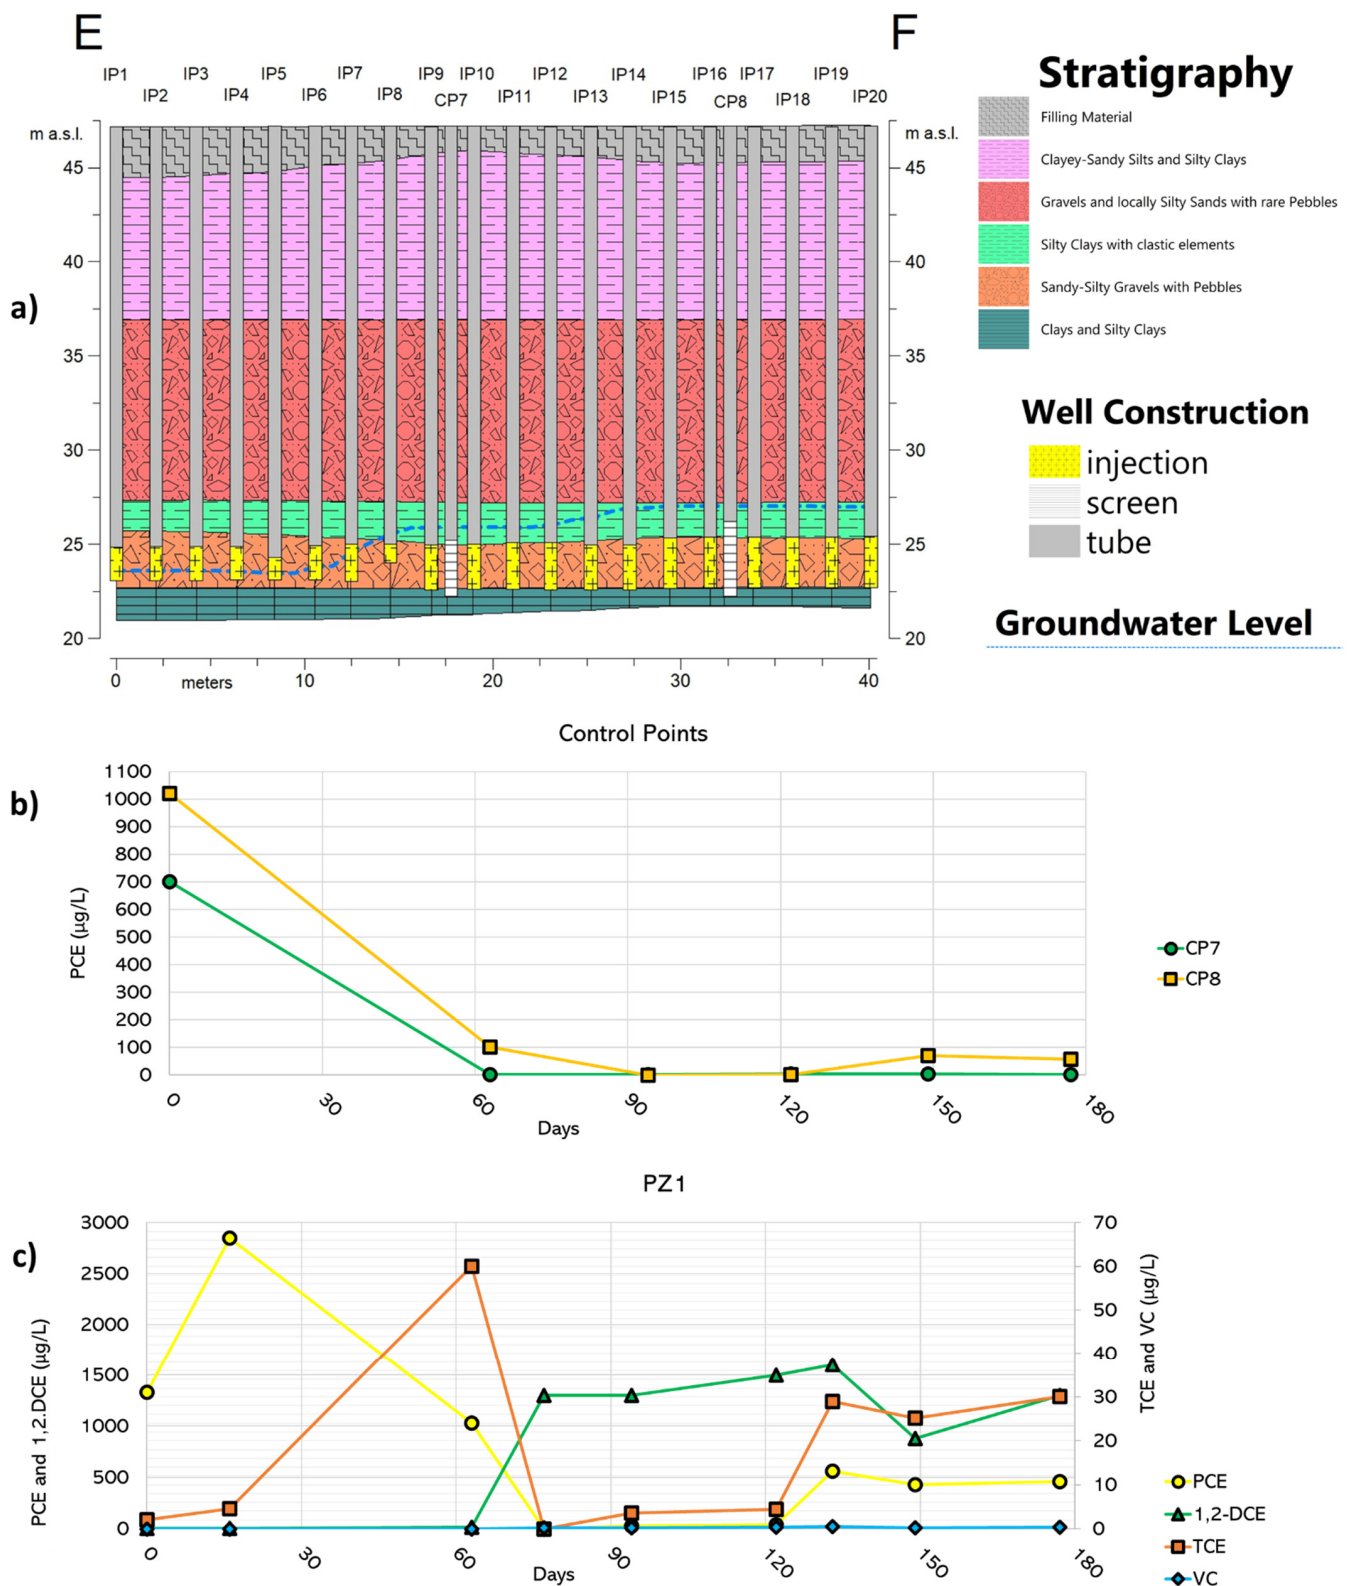 E
F
IP1 IP3 IP5 IP7 IP9 IP10 IP12 IP14 IP16 IP17 IP19
IP2 IP4 IP6 IP8 CP7 IP11 IP13 IP15 CP8 IP18 IP20
m a.s.l.
m a.s.l.
45
45
40
40
a)
35
35
30
30
25
25
20
20
0 meters 10 20 30 40
Stratigraphy
Filling Material
Clayey-Sandy Silts and Silty Clays
Gravels and locally Silty Sands with rare Pebbles
Silty Clays with clastic elements
Sandy-Silty Gravels with Pebbles
Clays and Silty Clays
Well Construction
injection
screen
tube
Groundwater Level
Control Points
b)
PCE (µg/L)
1100
1000
900
800
700
600
500
400
300
200
100
0
0 30 60 90 120 150 180
Days
CP7
CP8
PZ1
c)
PCE and 1,2.DCE (µg/L)
3000
2500
2000
1500
1000
500
0
70
60
50
40
30
20
10
0
TCE and VC (µg/L)
0 30 60 90 120 150 180
Days
PCE
1,2-DCE
TCE
VC